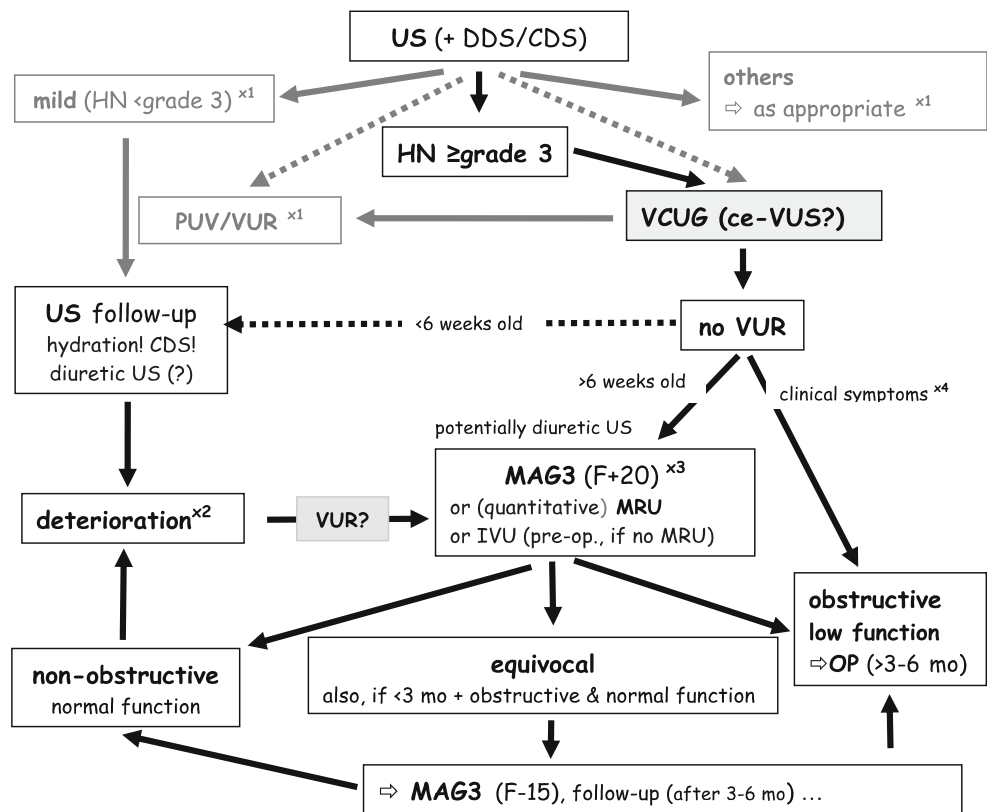 US (+ DDS/CDS)
mild (HN <grade 3) x1
others
⇨ as appropriate x1
HN ≥grade 3
PUV/VUR x1
VCUG (ce-VUS?)
US follow-up
hydration! CDS!
diuretic US (?)
<6 weeks old
no VUR
>6 weeks old
clinical symptoms x4
potentially diuretic US
MAG3 (F+20) x3
or (quantitative) MRU
or IVU (pre-op., if no MRU)
deteriorationx2
VUR?
obstructive
low function
⇨OP (>3-6 mo)
non-obstructive
normal function
equivocal
also, if <3 mo + obstructive & normal function
⇨ MAG3 (F-15), follow-up (after 3-6 mo) ...